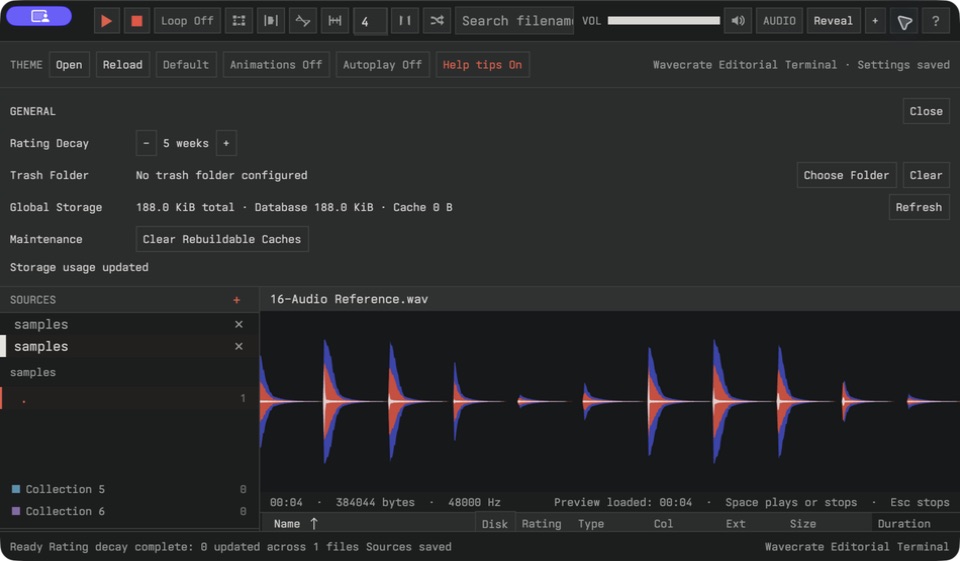 Loop Off 4 Search filenam VOL AUDIO Reveal + ?
THEME Open Reload Default Animations Off Autoplay Off Help tips On Wavecrate Editorial Terminal · Settings saved
GENERAL Close
Rating Decay - 5 weeks +
Trash Folder No trash folder configured Choose Folder Clear
Global Storage 188.0 KiB total · Database 188.0 KiB · Cache 0 B Refresh
Maintenance Clear Rebuildable Caches
Storage usage updated
SOURCES + 16-Audio Reference.wav
samples ×
samples ×
samples
. 1
Collection 5 0
00:04 · 384044 bytes · 48000 Hz Preview loaded: 00:04 · Space plays or stops · Esc stops
Collection 6 0
Name ↑ Disk Rating Type Col Ext Size Duration
Ready Rating decay complete: 0 updated across 1 files Sources saved Wavecrate Editorial Terminal